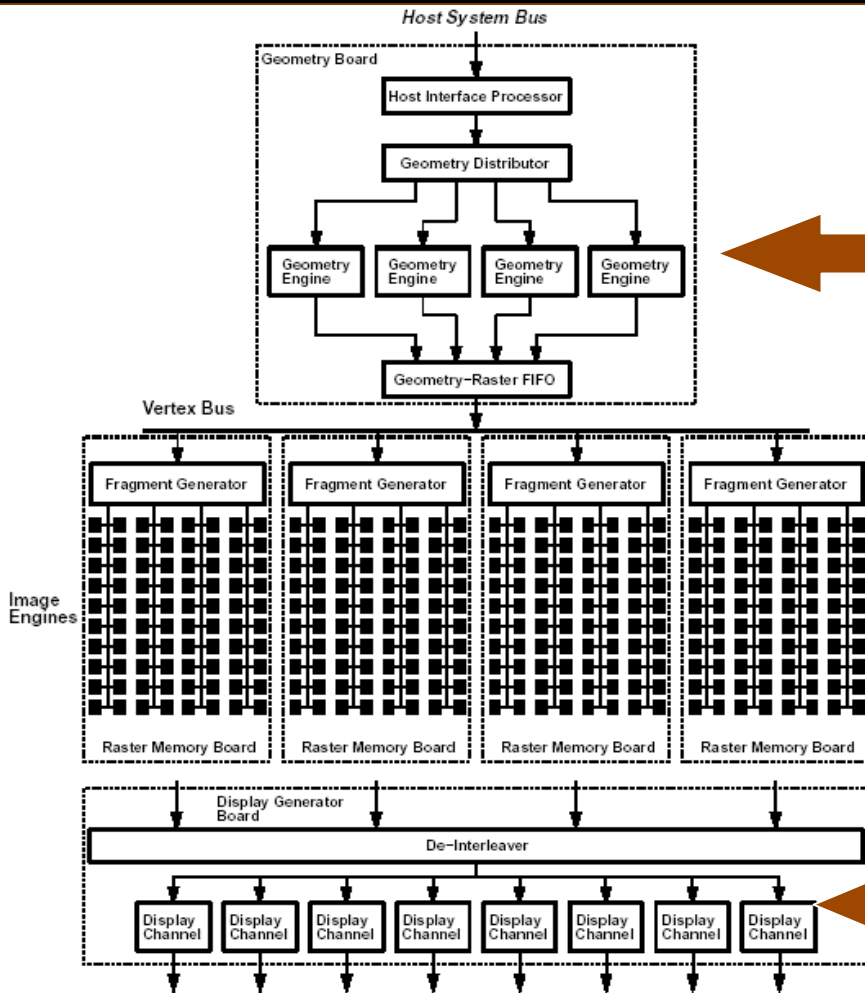 Host System Bus
Geometry Board
Host Interface Processor
Geometry Distributor
Geometry Engine
Geometry Engine
Geometry Engine
Geometry Engine
Geometry−Raster FIFO
Vertex Bus
Fragment Generator
Fragment Generator
Fragment Generator
Fragment Generator
Image
Engines
Raster Memory Board
Raster Memory Board
Raster Memory Board
Raster Memory Board
Display Generator
Board
De−Interleaver
Display Channel
Display Channel
Display Channel
Display Channel
Display Channel
Display Channel
Display Channel
Display Channel